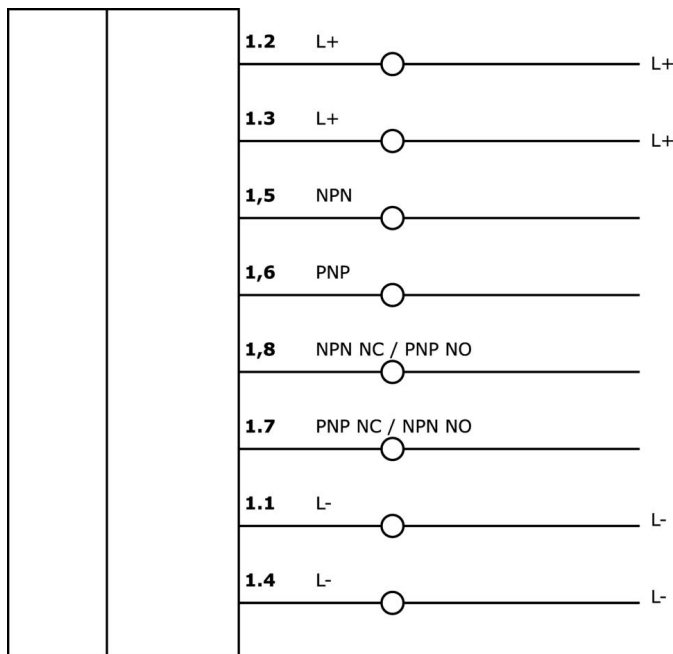 1.2 L+ L+
1.3 L+ L+
1,5 NPN
1,6 PNP
1,8 NPN NC / PNP NO
1.7 PNP NC / NPN NO
1.1 L- L-
1.4 L- L-